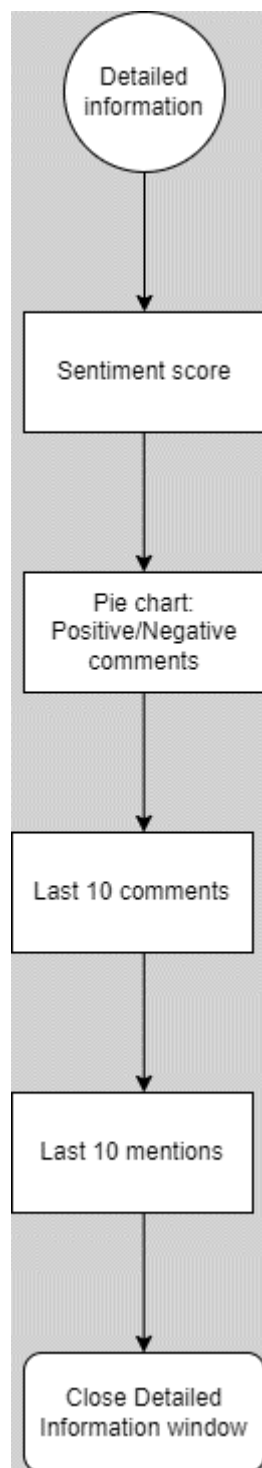 Detailed
information
Sentiment score
Pie chart:
Positive/Negative
comments
Last 10 comments
Last 10 mentions
Close Detailed
Information window